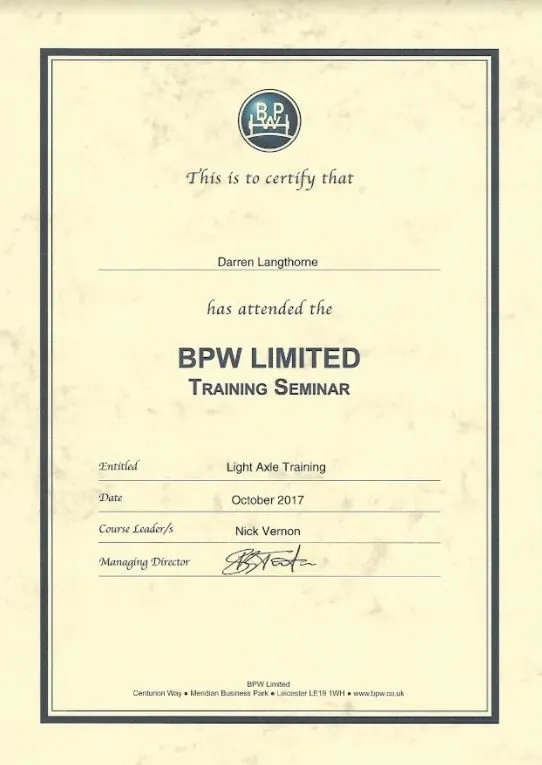 BPW
This is to certify that
Darren Langthorne
has attended the
BPW LIMITED
TRAINING SEMINAR
Entitled Light Axle Training
Date October 2017
Course Leader/s Nick Vernon
Managing Director
BPW Limited
Centurion Way ● Meridian Business Park ● Leicester LE19 1WH ● www.bpw.co.uk